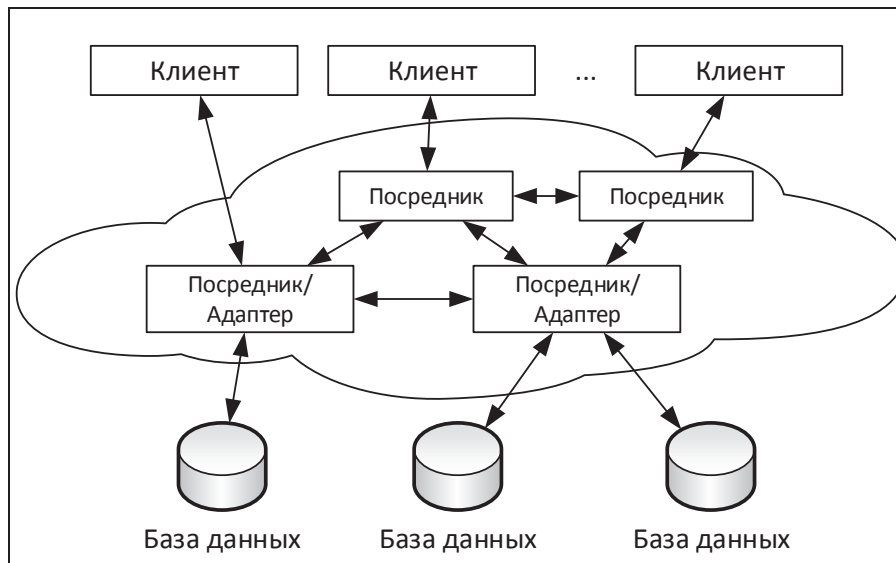 Клиент
Клиент
...
Клиент
Посредник
Посредник
Посредник/
Адаптер
Посредник/
Адаптер
База данных
База данных
База данных